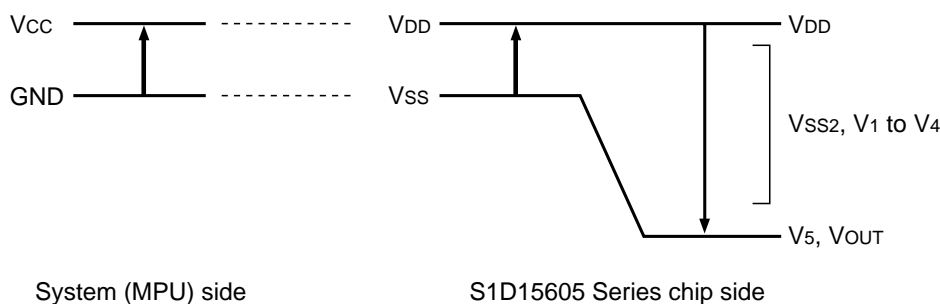 VCC
VDD
VDD
GND
VSS
VSS2, V1 to V4
V5, VOUT
System (MPU) side
S1D15605 Series chip side